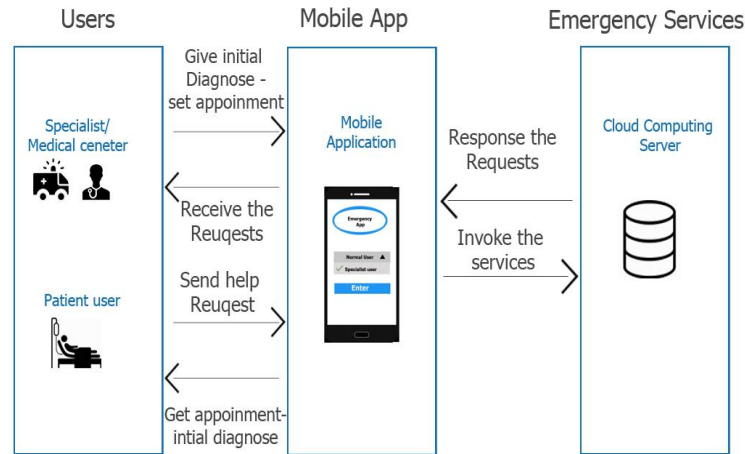 Users
Mobile App
Emergency Services
Give initial
Diagnose -
set appoinment
Specialist/
Medical ceneter
Mobile
Application
Cloud Computing
Server
Response the
Requests
Receive the
Reuqests
Emergency
App
Normal User
Specialist user
Enter
Invoke the
services
Send help
Reuqest
Patient user
Get appoinment-
intial diagnose